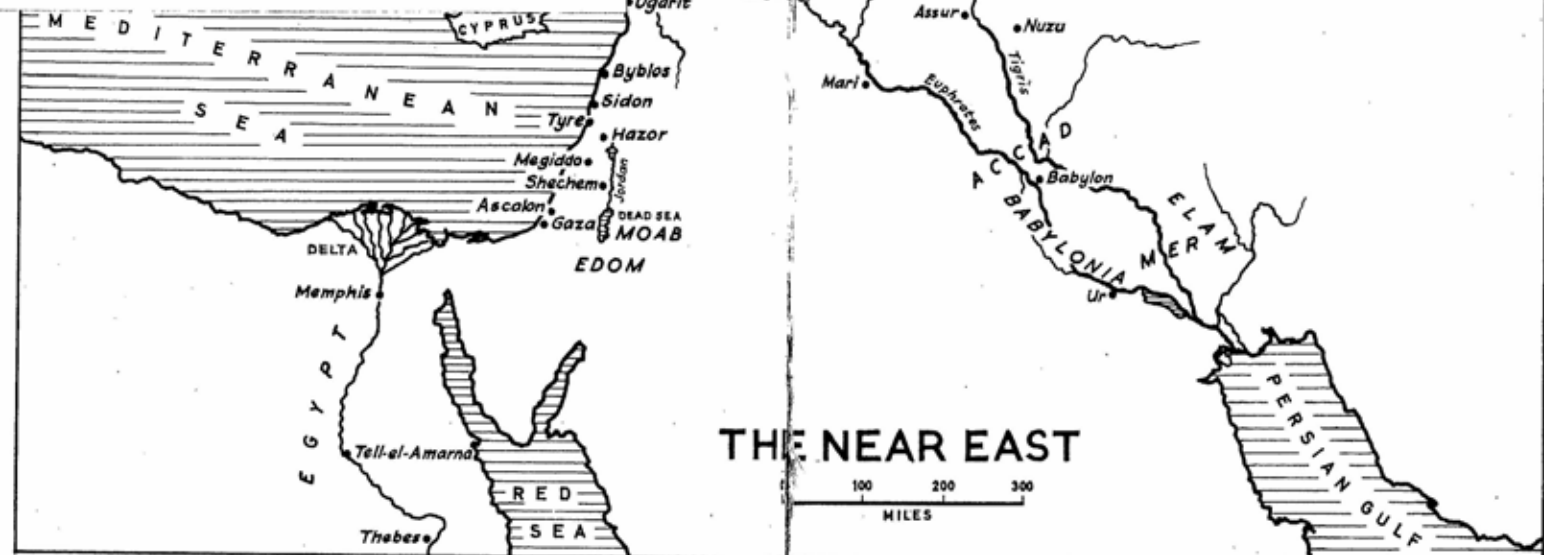 Ugarit
CYPRUS
MEDITERRANEAN
SEA
Byblos
Sidon
Tyre
Hazor
Megiddo
Jordan
Shechem
Ascalon
DEAD SEA
Gaza
MOAB
EDOM
DELTA
Memphis
EGYPT
Tell-el-Amarna
Thebes
RED
SEA
Assur
Nuzu
Tigris
Mari
Euphrates
ACCAD
Babylon
ELAM
BABYLONIA
MER
Ur
PERSIAN GULF
THE NEAR EAST
100 200 300
MILES